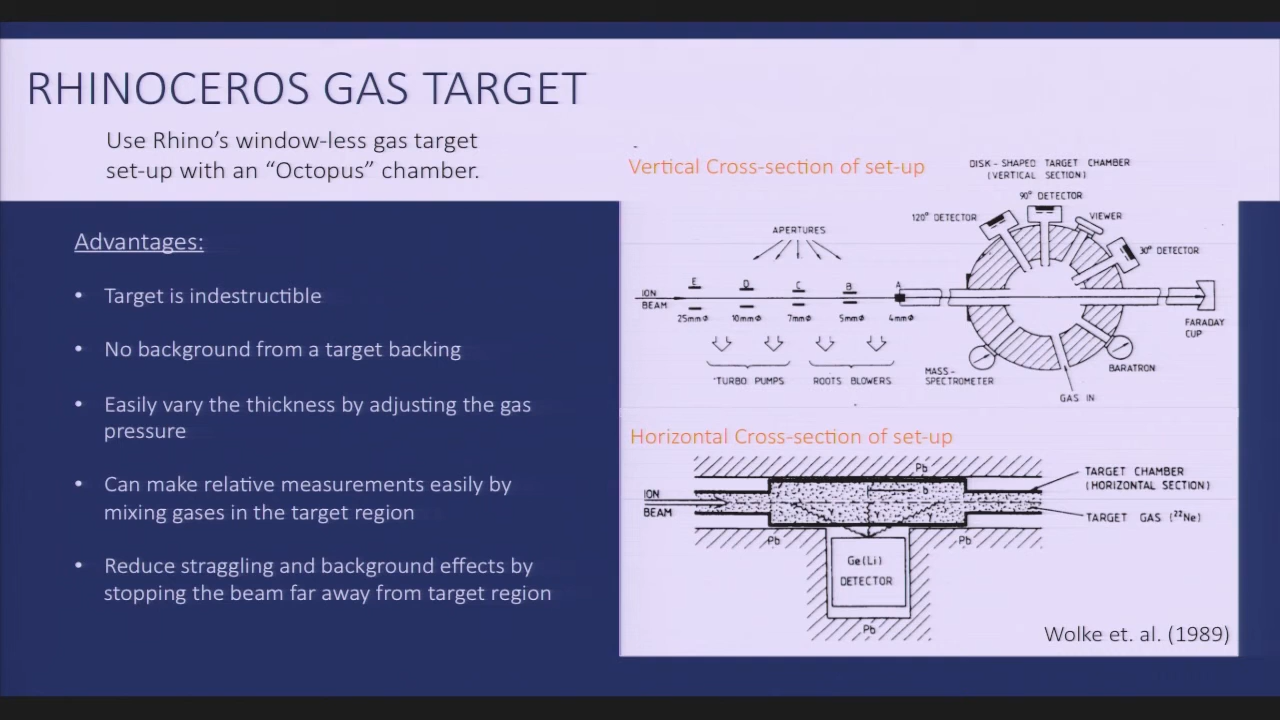 RHINOCEROS GAS TARGET
Use Rhino's window-less gas target
set-up with an “Octopus” chamber.
Advantages:
• Target is indestructible
• No background from a target backing
• Easily vary the thickness by adjusting the gas
pressure
• Can make relative measurements easily by
mixing gases in the target region
• Reduce straggling and background effects by
stopping the beam far away from target region
Vertical Cross-section of set-up
DISK-SHAPED TARGET CHAMBER
(VERTICAL SECTION)
90° DETECTOR
120° DETECTOR
VIEWER
30° DETECTOR
APERTURES
E
D
C
B
A
ION
BEAM
25mmø
10mmø
7mmø
5mmø
4mmø
FARADAY
CUP
TURBO PUMPS
ROOTS BLOWERS
MASS-
SPECTROMETER
BARATRON
GAS IN
Horizontal Cross-section of set-up
Pb
TARGET CHAMBER
(HORIZONTAL SECTION)
ION
BEAM
b
γ
γ
γ
TARGET GAS (²²Ne)
Pb
Pb
Ge(Li)
DETECTOR
Pb
Wolke et. al. (1989)